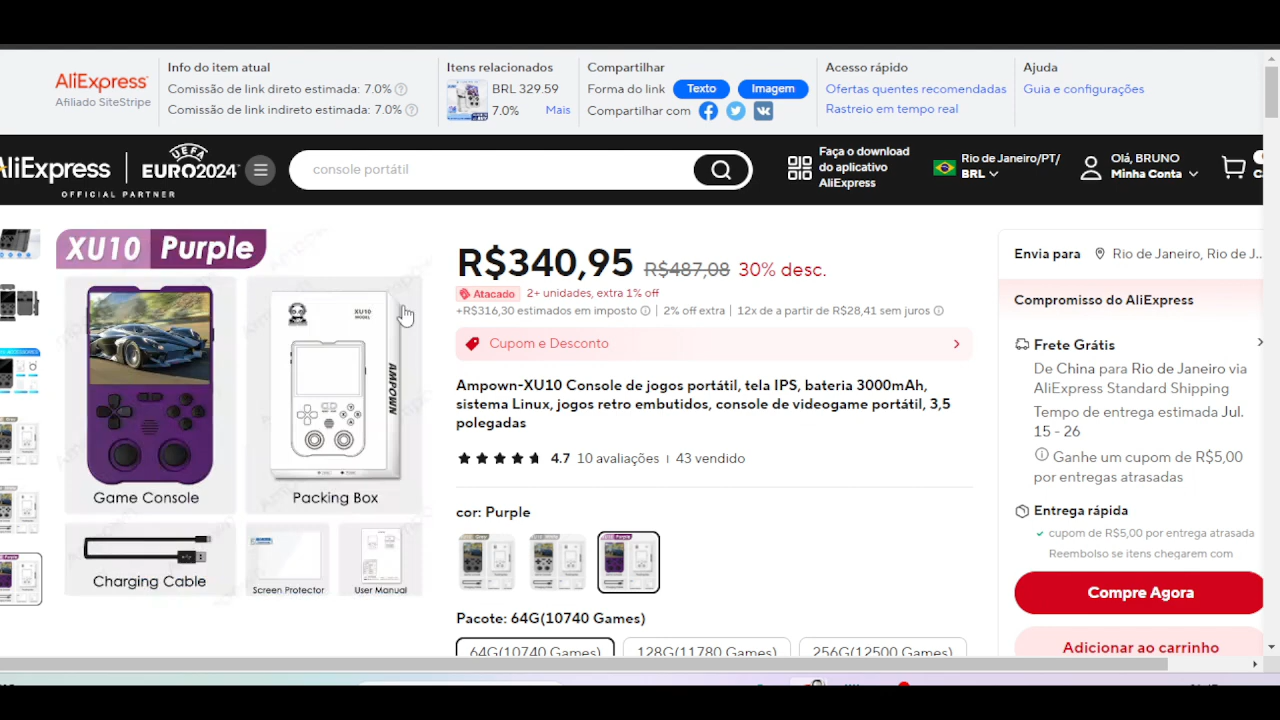 AliExpress
Afiliado SiteStripe
Info do item atual
Comissão de link direto estimada: 7.0%
Comissão de link indireto estimada: 7.0%
Itens relacionados
BRL 329.59
7.0% Mais
Compartilhar
Forma do link Texto Imagem
Compartilhar com
Acesso rápido
Ofertas quentes recomendadas
Rastreio em tempo real
Ajuda
Guia e configurações
AliExpress
UEFA
EURO2024
OFFICIAL PARTNER
console portátil
Faça o download
do aplicativo
AliExpress
Rio de Janeiro/PT/
BRL
Olá, BRUNO
Minha Conta
XU10 Purple
XU10
MODEL
AMPOWN
Game Console
Packing Box
Charging Cable
Screen Protector
User Manual
R$340,95 R$487,08 30% desc.
Atacado 2+ unidades, extra 1% off
+R$316,30 estimados em imposto | 2% off extra | 12x de a partir de R$28,41 sem juros
Cupom e Desconto
Ampown-XU10 Console de jogos portátil, tela IPS, bateria 3000mAh,
sistema Linux, jogos retro embutidos, console de videogame portátil, 3,5
polegadas
4.7 10 avaliações | 43 vendido
cor: Purple
Pacote: 64G(10740 Games)
64G(10740 Games) 128G(11780 Games) 256G(12500 Games)
Envia para Rio de Janeiro, Rio de J...
Compromisso do AliExpress
Frete Grátis
De China para Rio de Janeiro via
AliExpress Standard Shipping
Tempo de entrega estimada Jul.
15 - 26
Ganhe um cupom de R$5,00
por entregas atrasadas
Entrega rápida
cupom de R$5,00 por entrega atrasada
Reembolso se itens chegarem com
Compre Agora
Adicionar ao carrinho